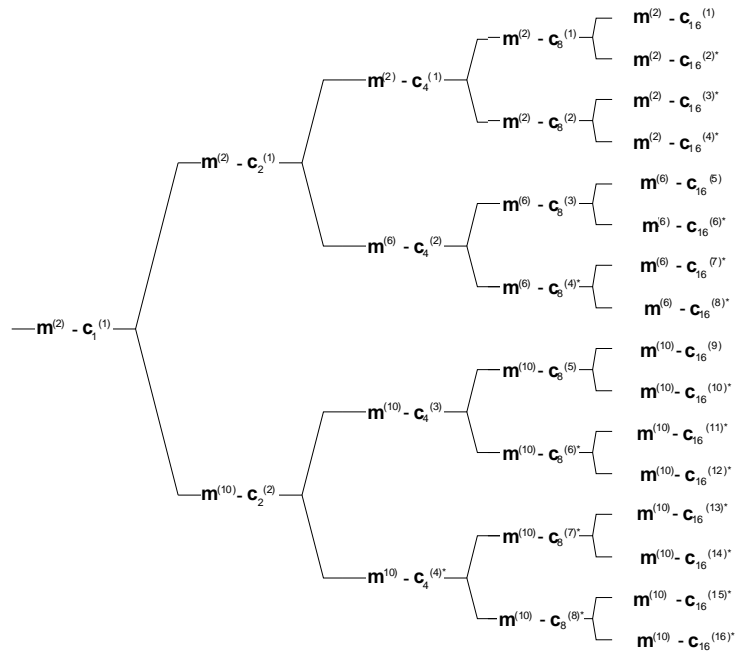 m(2) - c16(1)
m(2) - c8(1)
m(2) - c16(2)*
m(2) - c4(1)
m(2) - c16(3)*
m(2) - c8(2)
m(2) - c16(4)*
m(2) - c2(1)
m(6) - c16(5)
m(6) - c8(3)
m(6) - c16(6)*
m(6) - c4(2)
m(6) - c16(7)*
m(6) - c8(4)*
m(6) - c16(8)*
m(2) - c1(1)
m(10) - c16(9)
m(10) - c8(5)
m(10) - c16(10)*
m(10) - c4(3)
m(10) - c16(11)*
m(10) - c8(6)*
m(10) - c16(12)*
m(10) - c2(2)
m(10) - c16(13)*
m(10) - c8(7)*
m(10) - c16(14)*
m10) - c4(4)*
m(10) - c16(15)*
m(10) - c8(8)*
m(10) - c16(16)*